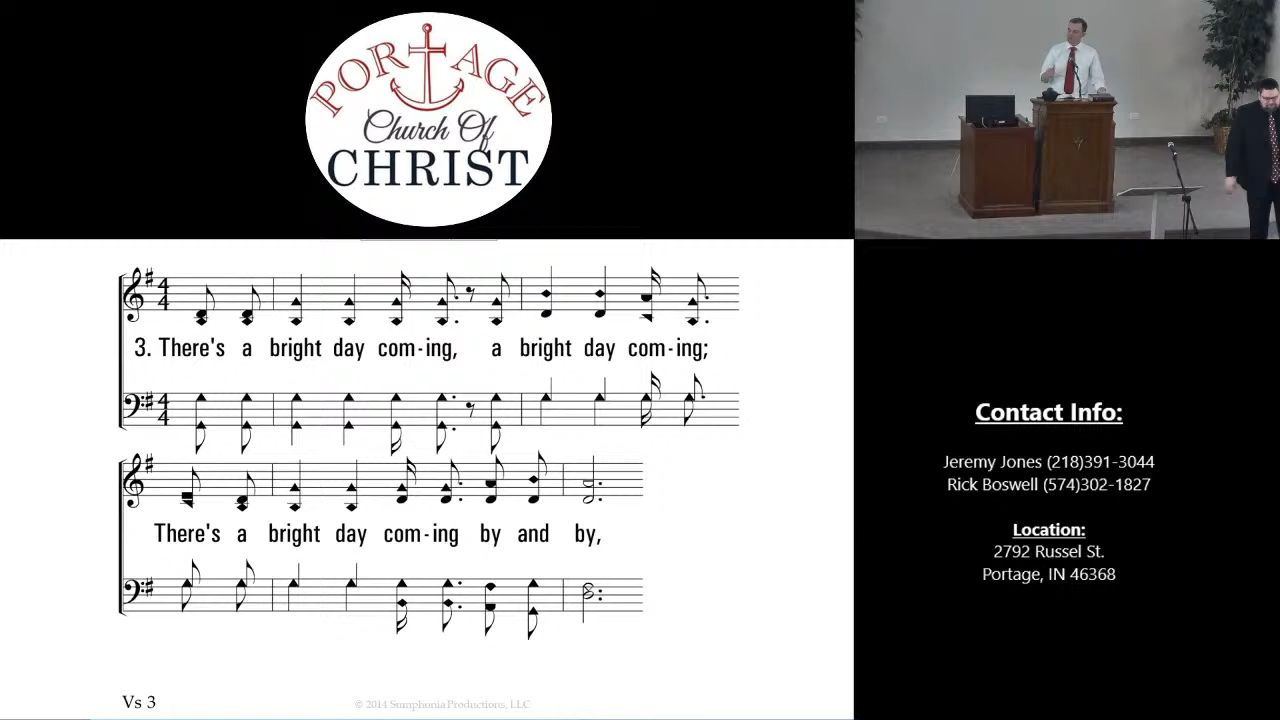 PORTAGE
Church Of
CHRIST
3. There's a bright day com-ing, a bright day com-ing;
There's a bright day com-ing by and by,
Vs 3
© 2014 Sumphonia Productions, LLC
Contact Info:
Jeremy Jones (218)391-3044
Rick Boswell (574)302-1827
Location:
2792 Russel St.
Portage, IN 46368